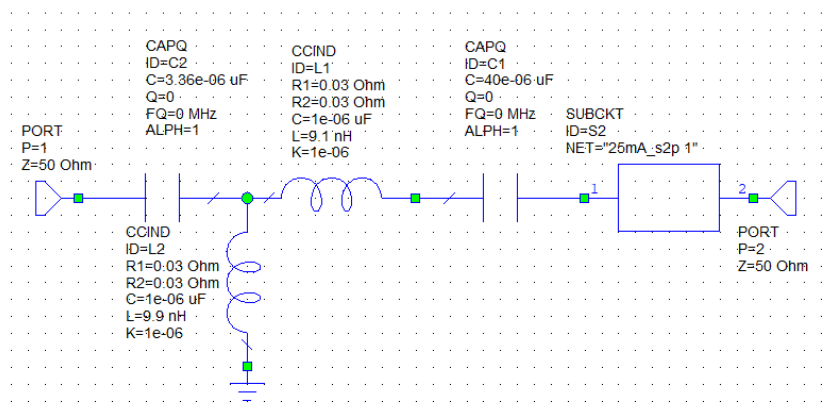 CAPQ
ID=C2
C=3.36e-06 uF
Q=0
FQ=0 MHz
ALPH=1
CCIND
ID=L1
R1=0.03 Ohm
R2=0.03 Ohm
C=1e-06 uF
L=9.1 nH
K=1e-06
CAPQ
ID=C1
C=40e-06 uF
Q=0
FQ=0 MHz
ALPH=1
SUBCKT
ID=S2
NET="25mA_s2p 1"
PORT
P=1
Z=50 Ohm
1
2
CCIND
ID=L2
R1=0.03 Ohm
R2=0.03 Ohm
C=1e-06 uF
L=9.9 nH
K=1e-06
PORT
P=2
Z=50 Ohm